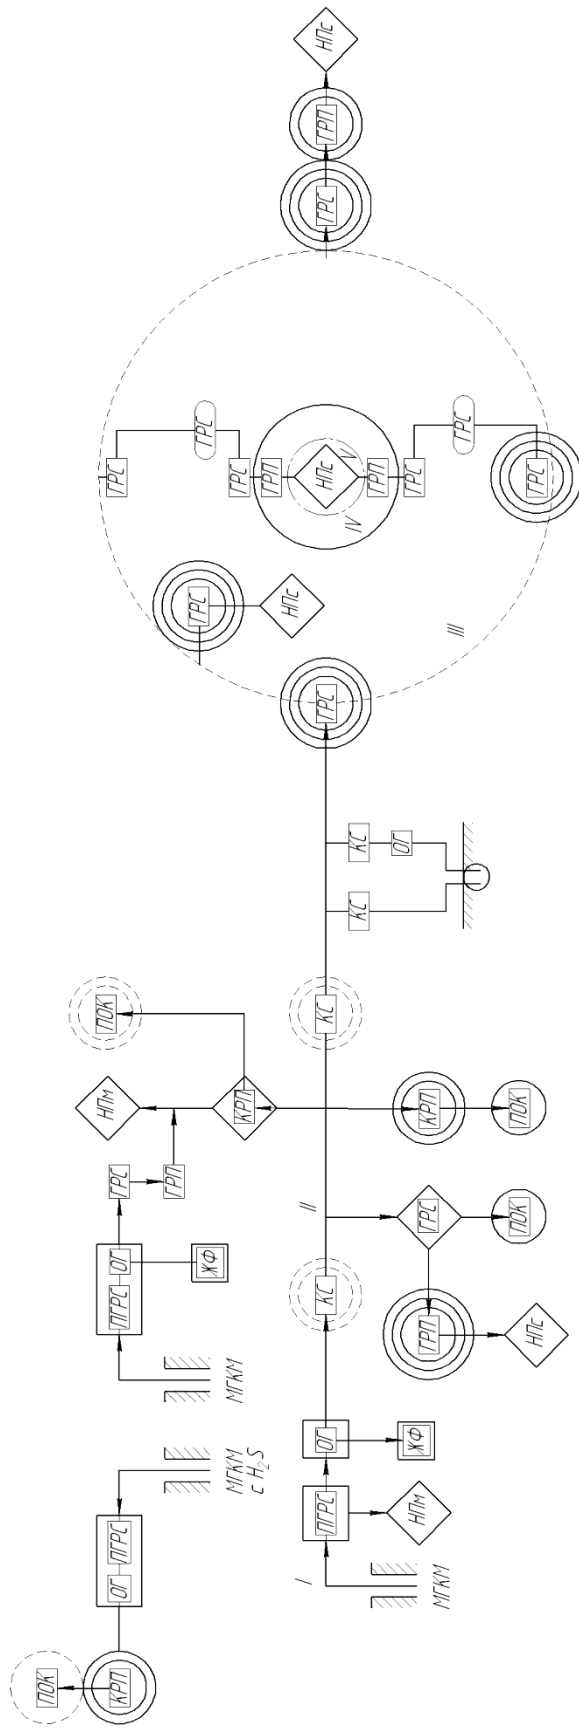 ПОК
КРП
ОГ
ПГРС
МГКМ
с H₂S
МГКМ
ПГРС
ОГ
ЖФ
ГРС
ГРП
НПм
КРП
ПОК
I
МГКМ
ПГРС
НПм
ОГ
ЖФ
КС
II
ГРП
НПс
ГРС
ПОК
КРП
ПОК
КС
КС
КС
ОГ
ГРС
III
ГРС
НПс
ГРС
ГРС
ГРС
ГРП
НПс
IV
V
ГРП
ГРС
ГРС
ГРС
ГРС
ГРП
НПс